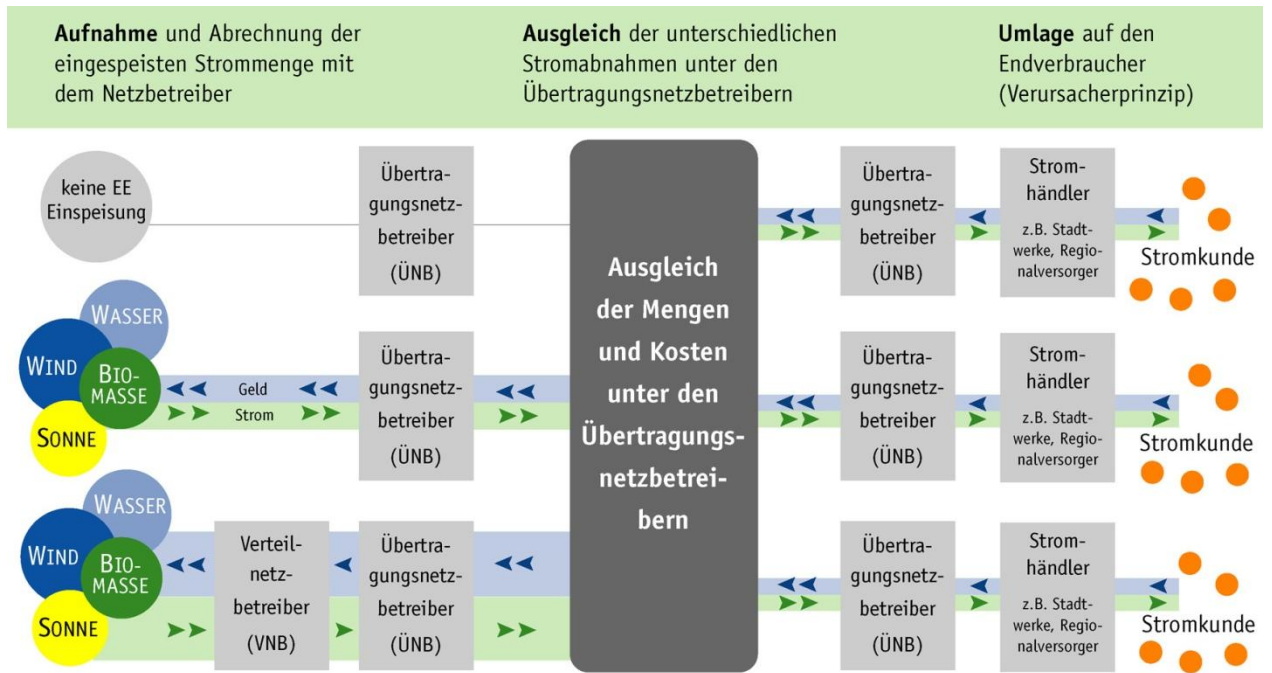 Aufnahme und Abrechnung der
eingespeisten Strommenge mit
dem Netzbetreiber
Ausgleich der unterschiedlichen
Stromabnahmen unter den
Übertragungsnetzbetreibern
Umlage auf den
Endverbraucher
(Verursacherprinzip)
keine EE
Einspeisung
Übertra-
gungsnetz-
betreiber
(ÜNB)
WASSER
WIND
BIO-
MASSE
SONNE
Geld
Strom
Übertra-
gungsnetz-
betreiber
(ÜNB)
WASSER
WIND
BIO-
MASSE
SONNE
Verteil-
netz-
betreiber
(VNB)
Übertra-
gungsnetz-
betreiber
(ÜNB)
Ausgleich
der Mengen
und Kosten
unter den
Übertragungs-
netzbetrei-
bern
Übertra-
gungsnetz-
betreiber
(ÜNB)
Strom-
händler
z.B. Stadt-
werke, Regio-
nalversorger
Stromkunde
Übertra-
gungsnetz-
betreiber
(ÜNB)
Strom-
händler
z.B. Stadt-
werke, Regio-
nalversorger
Stromkunde
Übertra-
gungsnetz-
betreiber
(ÜNB)
Strom-
händler
z.B. Stadt-
werke, Regio-
nalversorger
Stromkunde